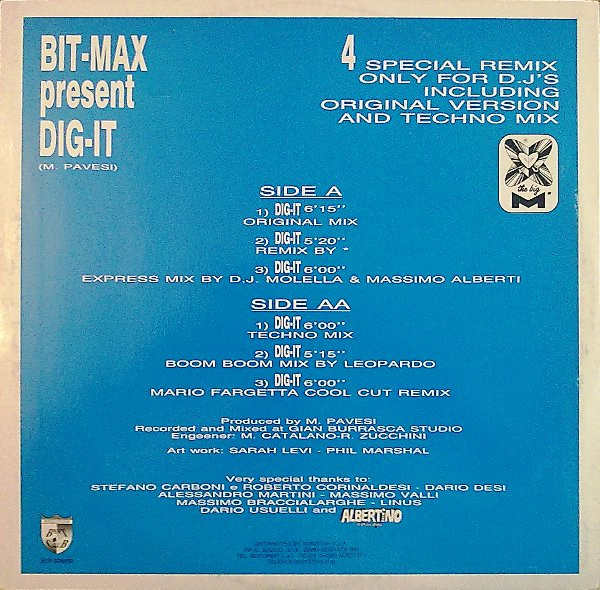 BIT-MAX
present
DIG-IT
(M. PAVESI)
4 SPECIAL REMIX
ONLY FOR D.J'S
INCLUDING
ORIGINAL VERSION
AND TECHNO MIX
the big
M
SIDE A
1) DIG-IT 6'15''
ORIGINAL MIX
2) DIG-IT 5'20''
REMIX BY "
3) DIG-IT 6'00''
EXPRESS MIX BY D.J. MOLELLA & MASSIMO ALBERTI
SIDE AA
1) DIG-IT 6'00''
TECHNO MIX
2) DIG-IT 5'15''
BOOM BOOM MIX BY LEOPARDO
3) DIG-IT 6'00''
MARIO FARGETTA COOL CUT REMIX
Produced by M. PAVESI
Recorded and Mixed at GIAN BURRASCA STUDIO
Engeener: M. CATALANO-R. ZUCCHINI
Art work: SARAH LEVI - PHIL MARSHAL
Very special thanks to:
STEFANO CARBONI e ROBERTO CORINALDESI - DARIO DESI
ALESSANDRO MARTINI - MASSIMO VALLI
MASSIMO BRACCIALARGHE - LINUS
DARIO USUELLI and ALBERTINO